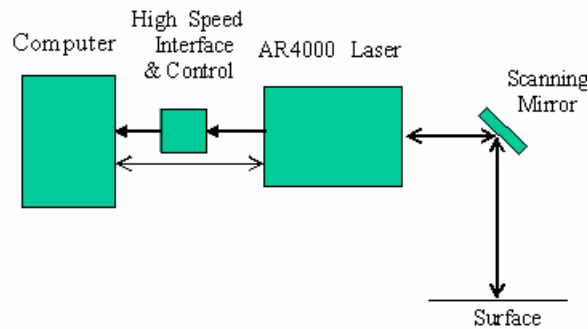 Computer
High Speed
Interface
& Control
AR4000 Laser
Scanning
Mirror
Surface